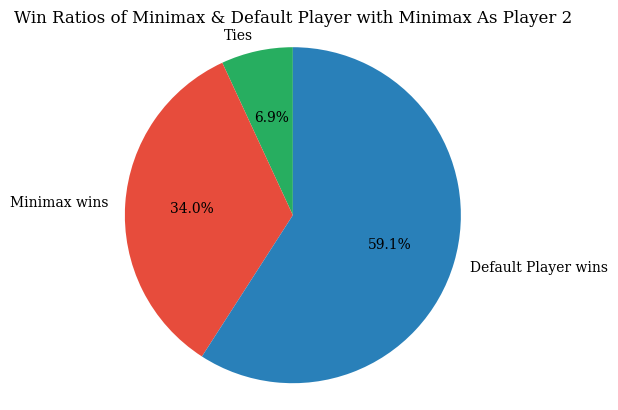 Win Ratios of Minimax & Default Player with Minimax As Player 2
Ties
6.9%
Minimax wins
34.0%
59.1%
Default Player wins